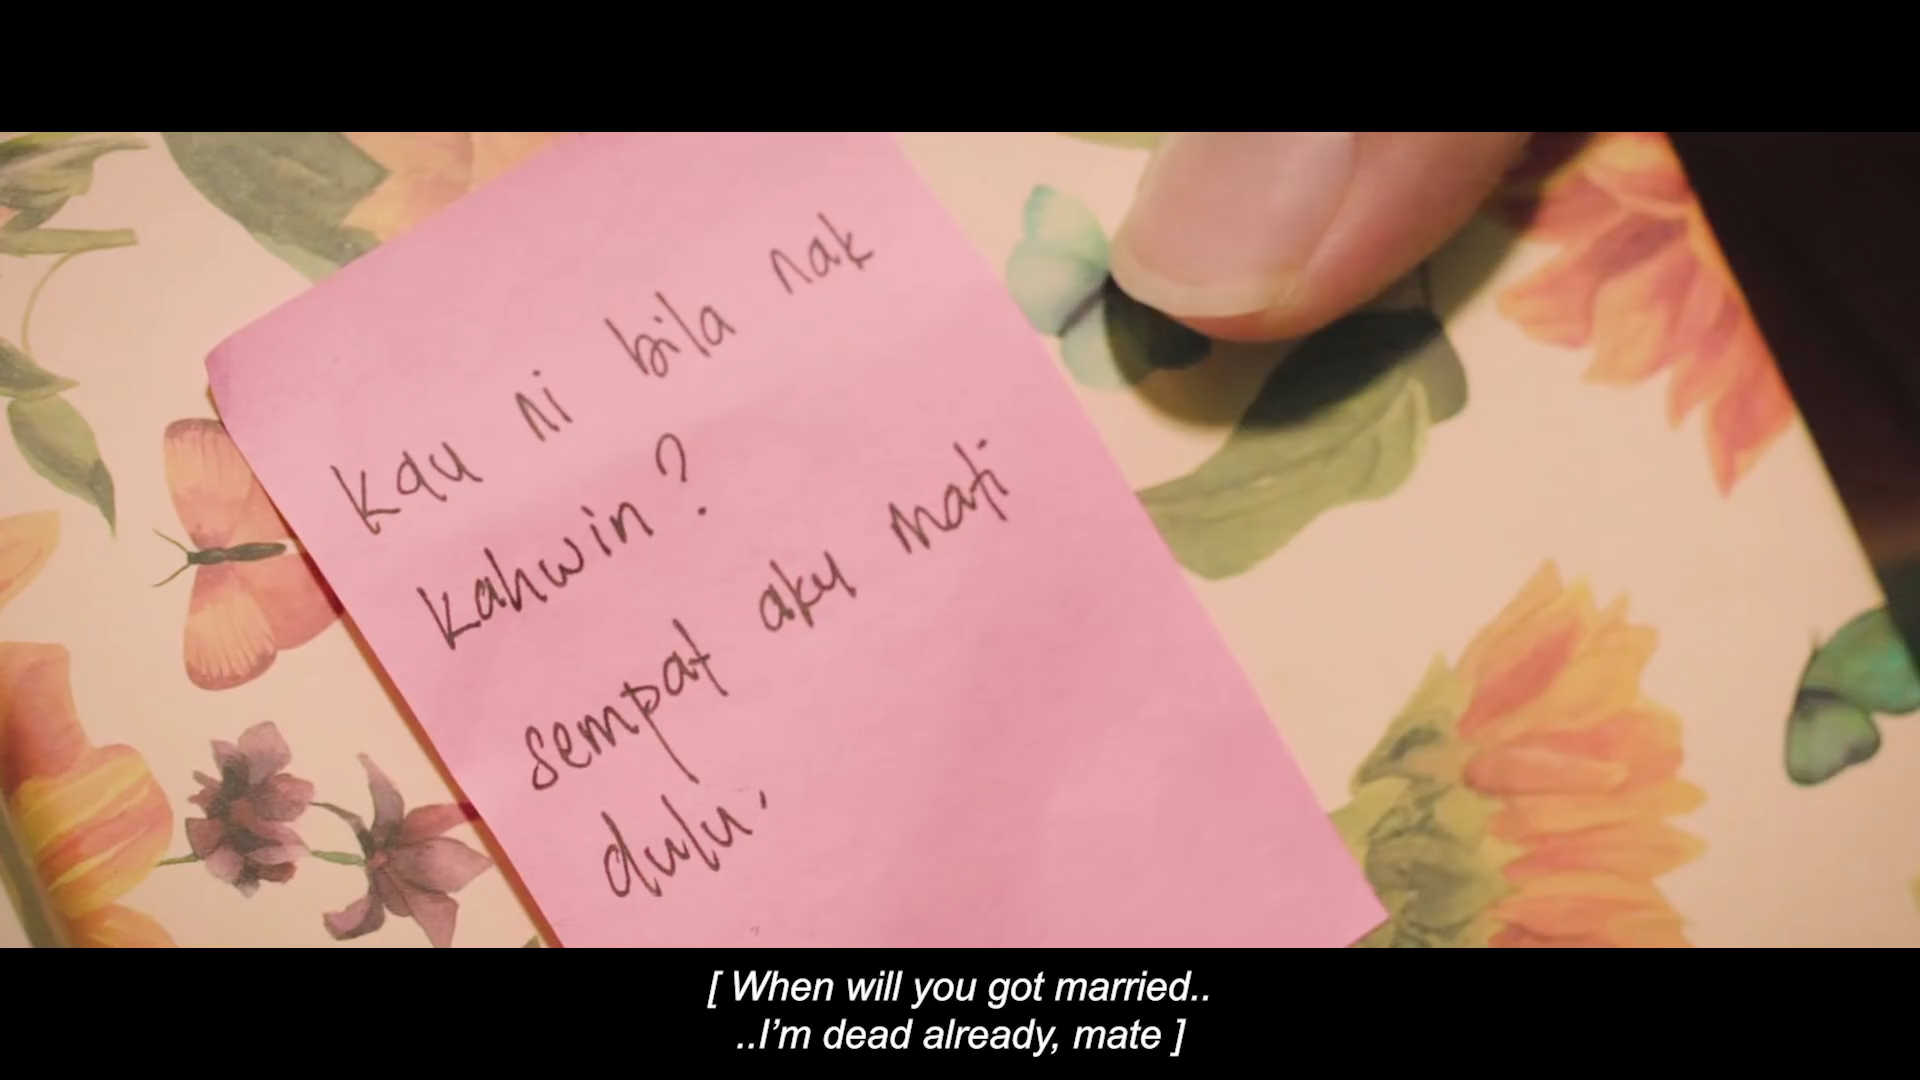 Kau ni bila nak
kahwin?
sempat aku mati
dulu.
[ When will you got married..
..I'm dead already, mate ]